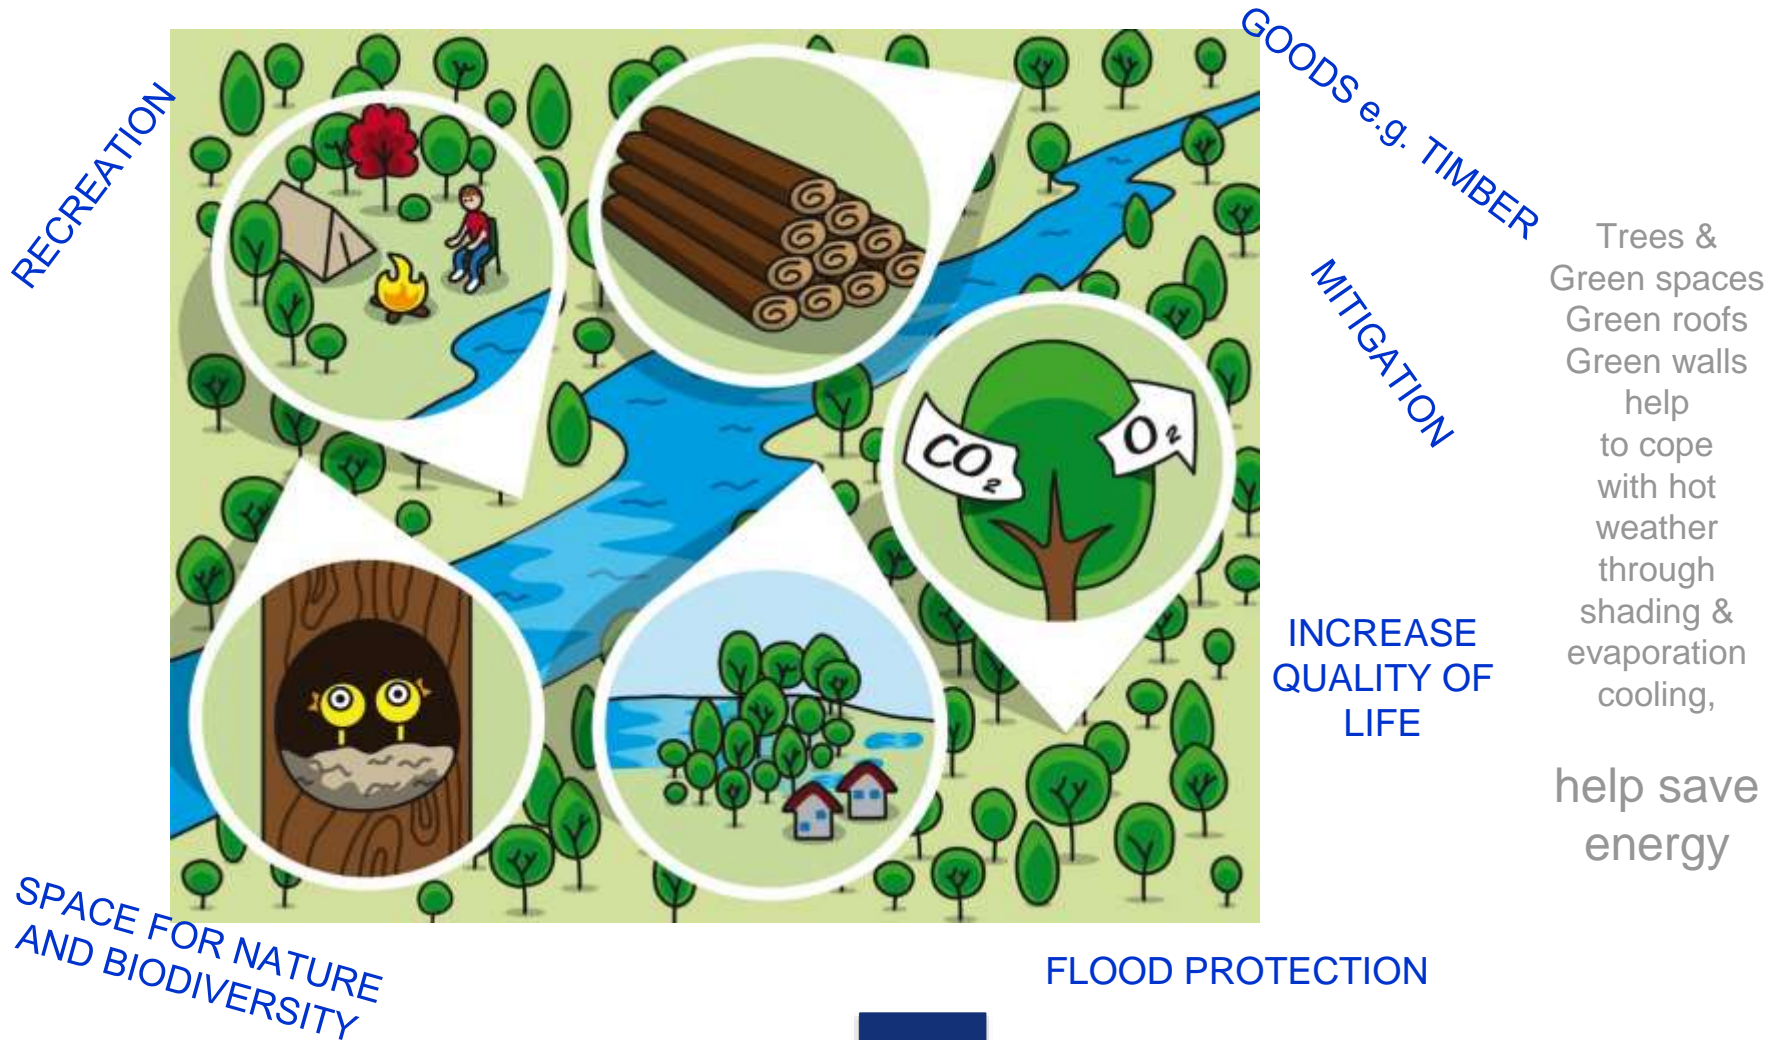 RECREATION
GOODS e.g. TIMBER
MITIGATION
CO2
O2
INCREASE
QUALITY OF
LIFE
SPACE FOR NATURE
AND BIODIVERSITY
FLOOD PROTECTION
Trees &
Green spaces
Green roofs
Green walls
help
to cope
with hot
weather
through
shading &
evaporation
cooling,
help save
energy